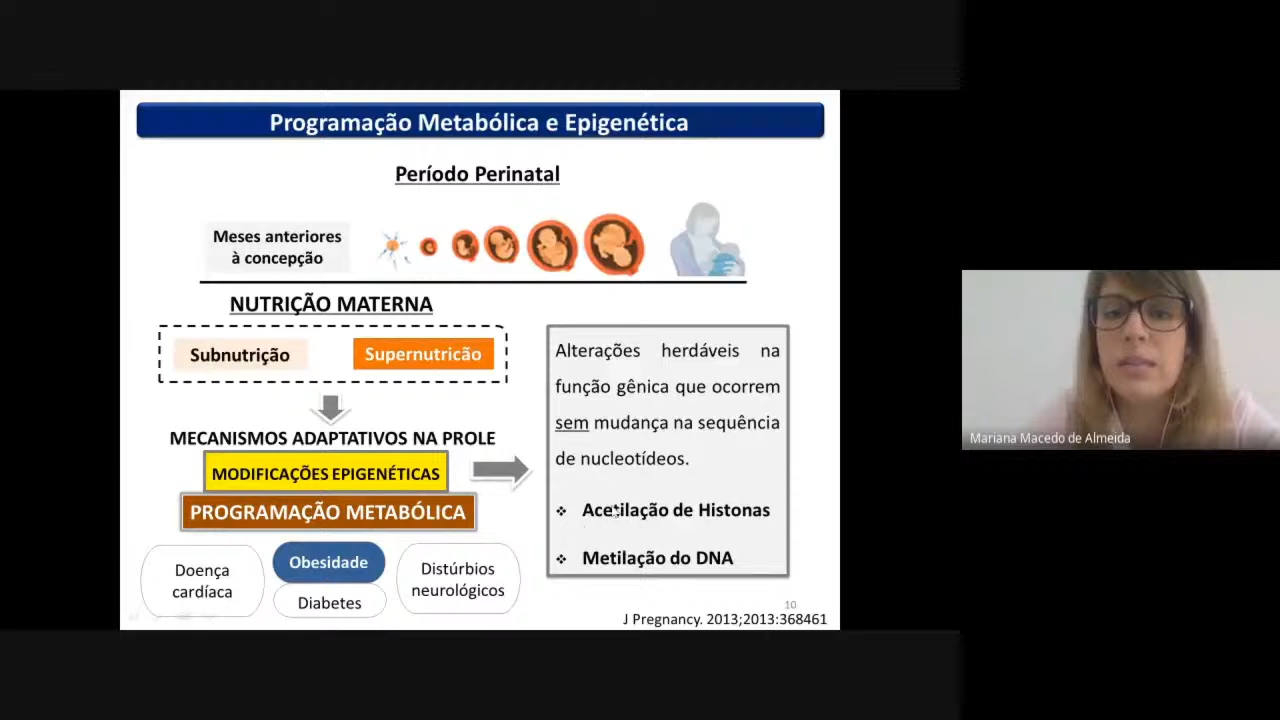 Programação Metabólica e Epigenética
Período Perinatal
Meses anteriores
à concepção
NUTRIÇÃO MATERNA
Subnutrição
Supernutricão
MECANISMOS ADAPTATIVOS NA PROLE
MODIFICAÇÕES EPIGENÉTICAS
PROGRAMAÇÃO METABÓLICA
Doença
cardíaca
Obesidade
Diabetes
Distúrbios
neurológicos
Alterações herdáveis na
função gênica que ocorrem
sem mudança na sequência
de nucleotídeos.
❖ Acetilação de Histonas
❖ Metilação do DNA
10
J Pregnancy. 2013;2013:368461
Mariana Macedo de Almeida